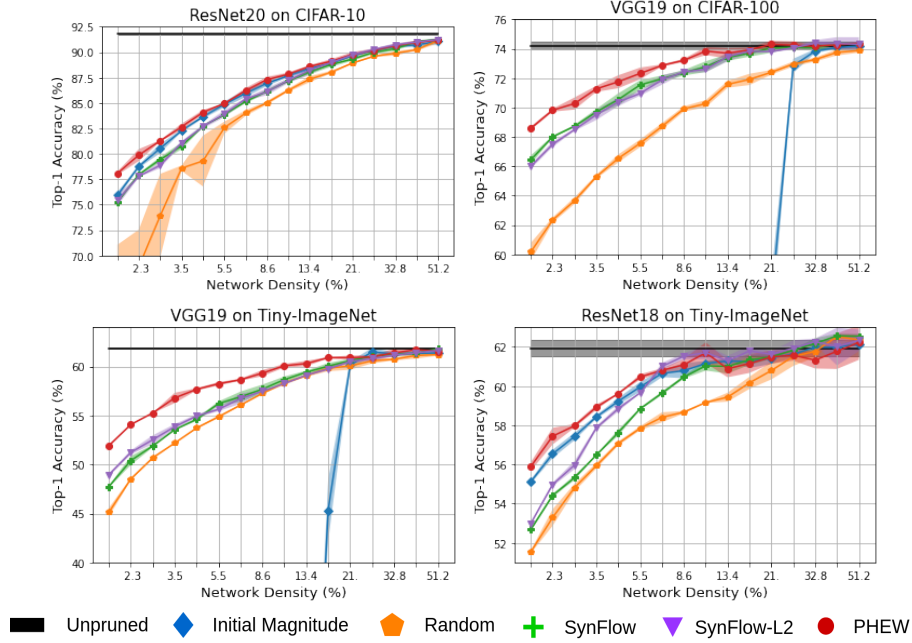 ResNet20 on CIFAR-10
92.5
90.0
87.5
85.0
82.5
80.0
77.5
75.0
72.5
70.0
Top-1 Accuracy (%)
2.3 3.5 5.5 8.6 13.4 21. 32.8 51.2
Network Density (%)
VGG19 on CIFAR-100
76
74
72
70
68
66
64
62
60
Top-1 Accuracy (%)
2.3 3.5 5.5 8.6 13.4 21. 32.8 51.2
Network Density (%)
VGG19 on Tiny-ImageNet
60
55
50
45
40
Top-1 Accuracy (%)
2.3 3.5 5.5 8.6 13.4 21. 32.8 51.2
Network Density (%)
ResNet18 on Tiny-ImageNet
62
60
58
56
54
52
Top-1 Accuracy (%)
2.3 3.5 5.5 8.6 13.4 21. 32.8 51.2
Network Density (%)
Unpruned Initial Magnitude Random SynFlow SynFlow-L2 PHEW